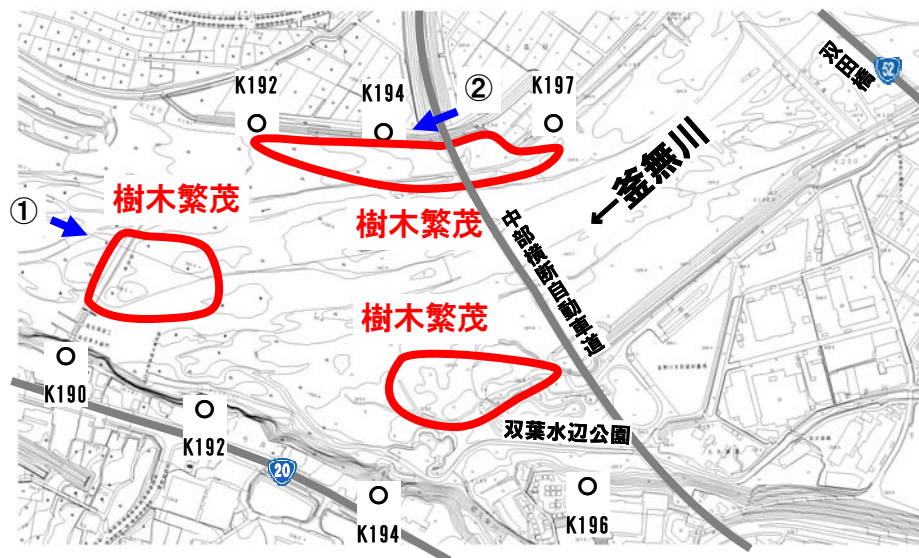 双田橋
52
K192
K194
②
K197
←釜無川
①
樹木繁茂
樹木繁茂
中部横断自動車道
樹木繁茂
K190
K192
双葉水辺公園
20
K194
K196